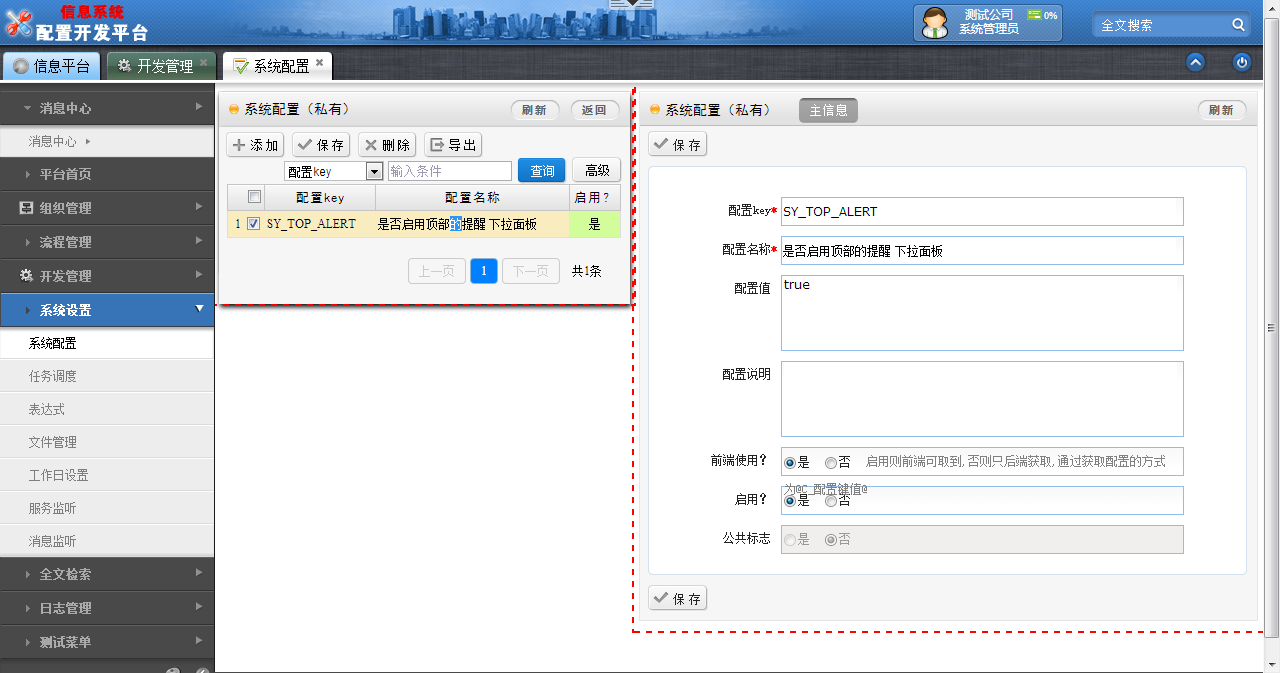 信息系统
配置开发平台
测试公司 0%
系统管理员
全文搜索
信息平台
开发管理
系统配置
消息中心
消息中心
平台首页
组织管理
流程管理
开发管理
系统设置
系统配置
任务调度
表达式
文件管理
工作日设置
服务监听
消息监听
全文检索
日志管理
测试菜单
系统配置（私有）
刷新 返回
添加 保存 删除 导出
配置key 输入条件 查询 高级
配置key 配置名称 启用?
1 SY_TOP_ALERT 是否启用顶部的提醒 下拉面板 是
上一页 1 下一页 共1条
系统配置（私有） 主信息 刷新
保存
配置key* SY_TOP_ALERT
配置名称* 是否启用顶部的提醒 下拉面板
配置值 true
配置说明
前端使用? 是 否 启用则前端可取到,否则只后端获取,通过获取配置的方式
为@C_配置键值@
启用? 是 否
公共标志 是 否
保存